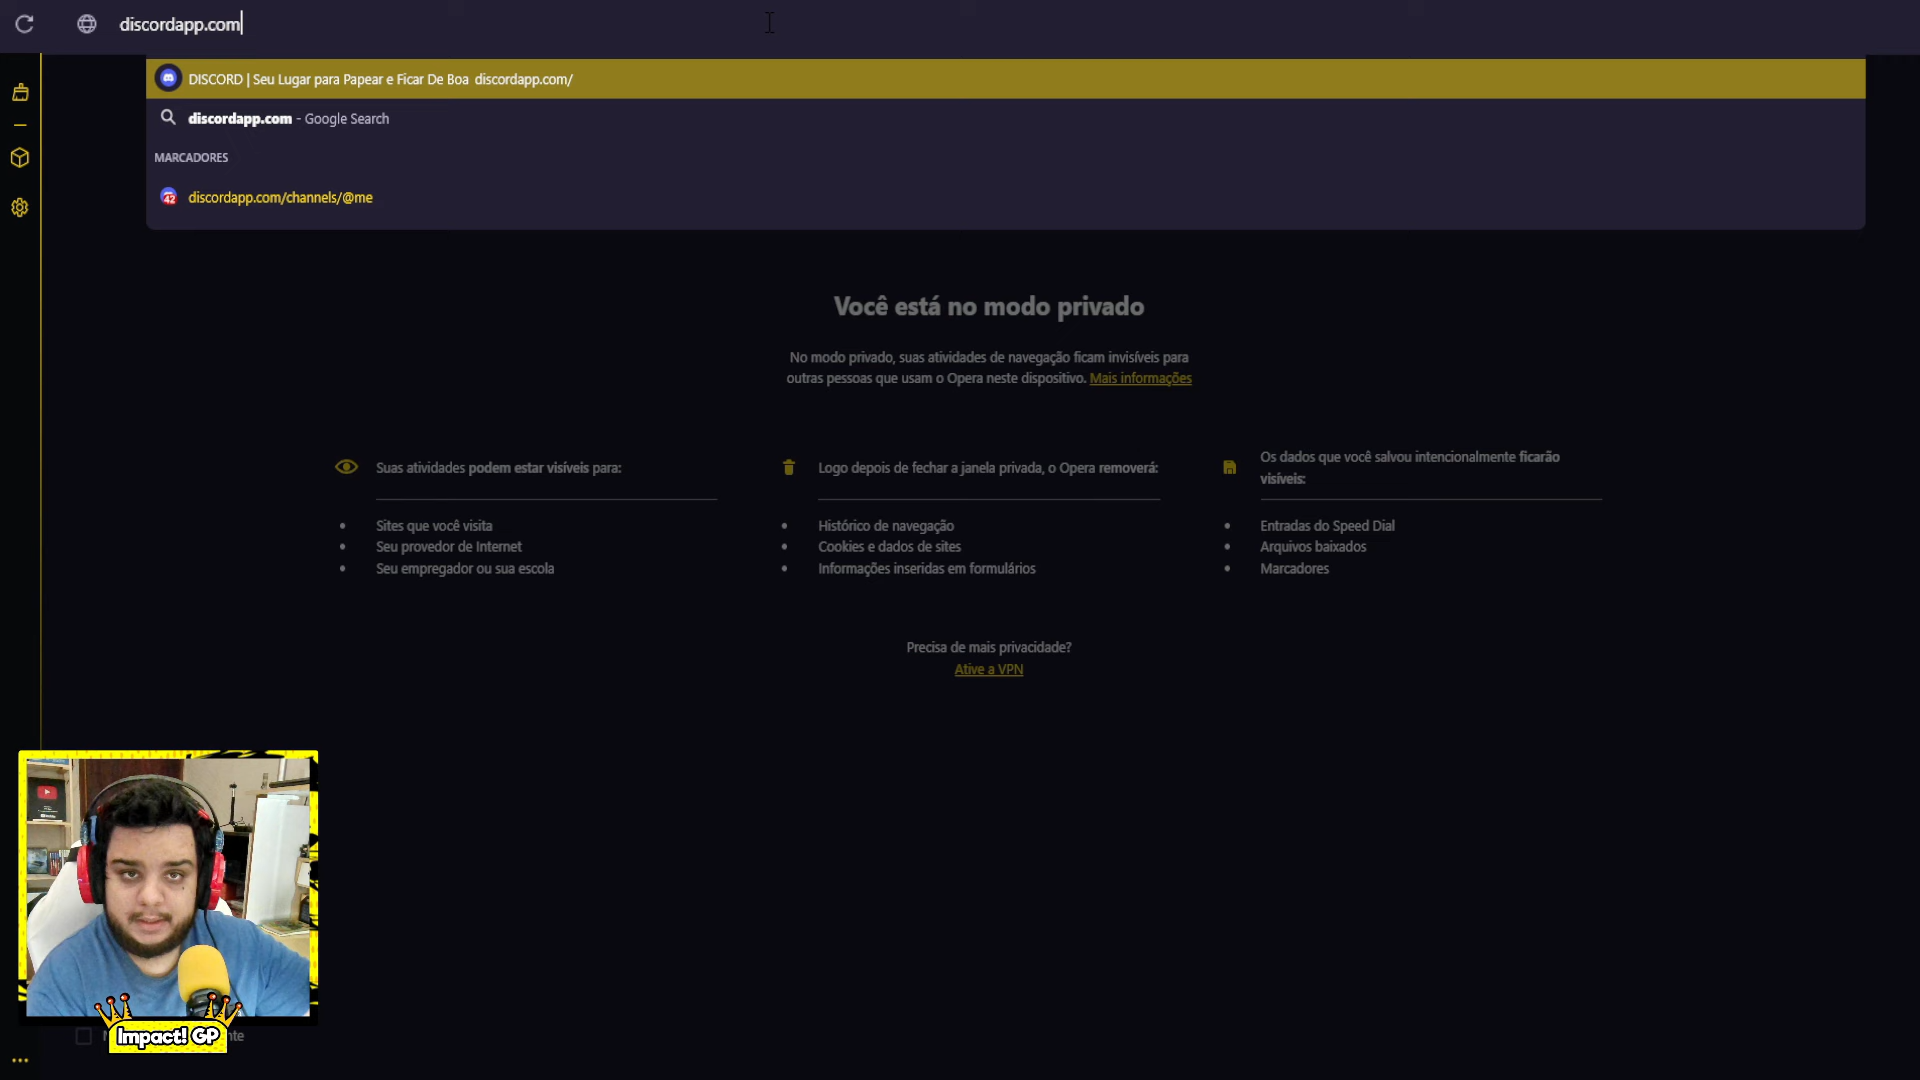 discordapp.com
DISCORD | Seu Lugar para Papear e Ficar De Boa discordapp.com/
discordapp.com - Google Search
MARCADORES
42 discordapp.com/channels/@me
Você está no modo privado
No modo privado, suas atividades de navegação ficam invisíveis para
outras pessoas que usam o Opera neste dispositivo. Mais informações
Suas atividades podem estar visíveis para:
Sites que você visita
Seu provedor de Internet
Seu empregador ou sua escola
Logo depois de fechar a janela privada, o Opera removerá:
Histórico de navegação
Cookies e dados de sites
Informações inseridas em formulários
Os dados que você salvou intencionalmente ficarão
visíveis:
Entradas do Speed Dial
Arquivos baixados
Marcadores
Precisa de mais privacidade?
Ative a VPN
Impact! GP